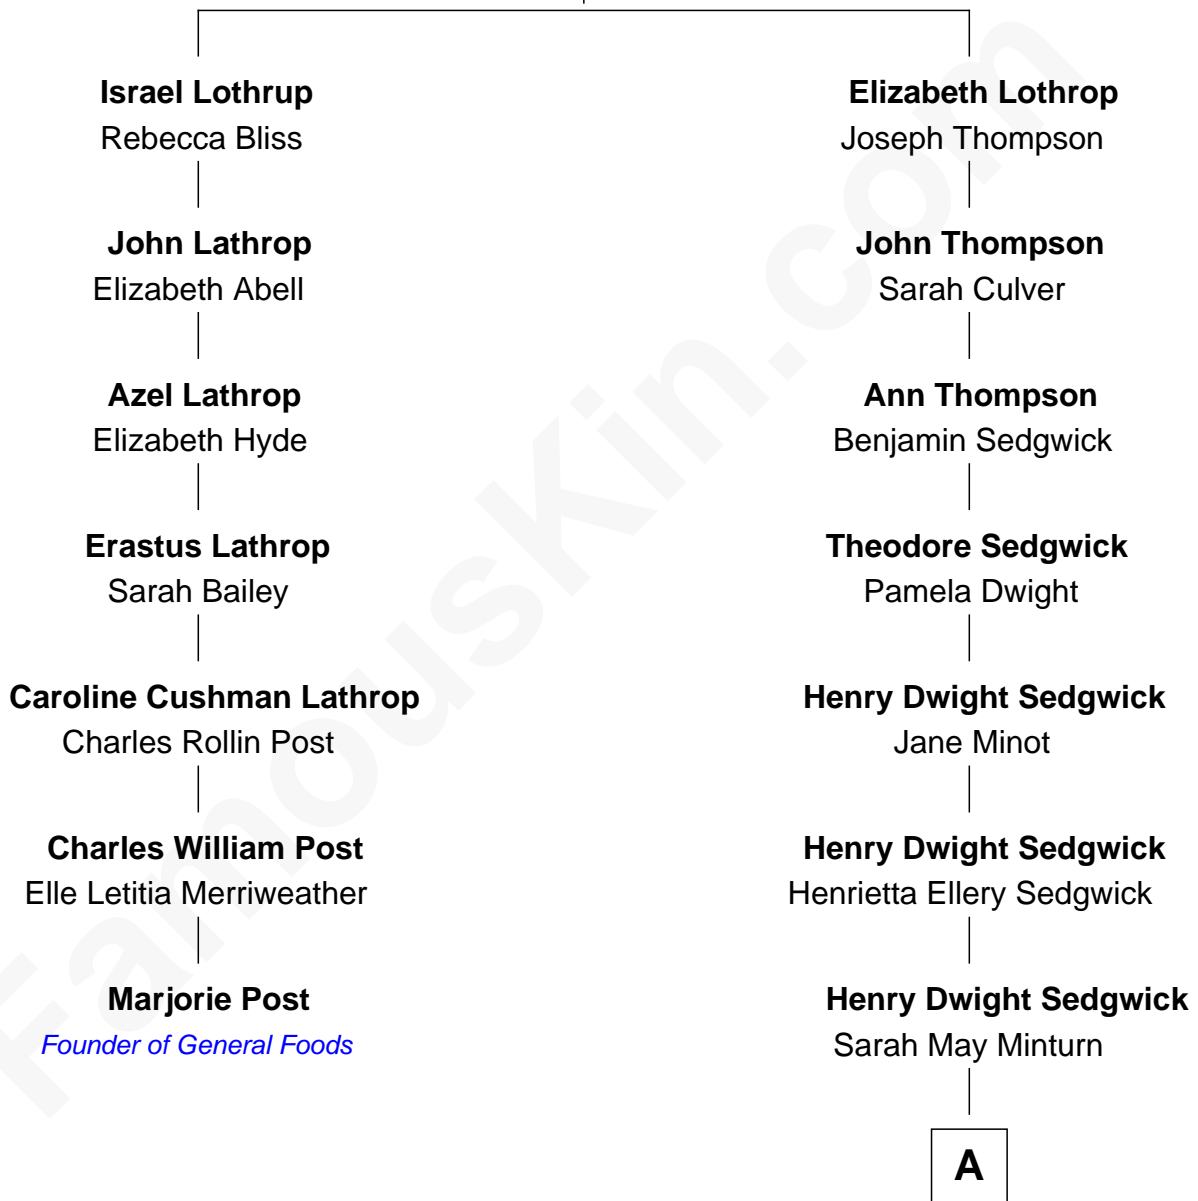 Israel Lothrup
Rebecca Bliss
John Lathrop
Elizabeth Abell
Azel Lathrop
Elizabeth Hyde
Erastus Lathrop
Sarah Bailey
Caroline Cushman Lathrop
Charles Rollin Post
Charles William Post
Elle Letitia Merriweather
Marjorie Post
Founder of General Foods
Elizabeth Lothrop
Joseph Thompson
John Thompson
Sarah Culver
Ann Thompson
Benjamin Sedgwick
Theodore Sedgwick
Pamela Dwight
Henry Dwight Sedgwick
Jane Minot
Henry Dwight Sedgwick
Henrietta Ellery Sedgwick
Henry Dwight Sedgwick
Sarah May Minturn
A
FamousKin.com